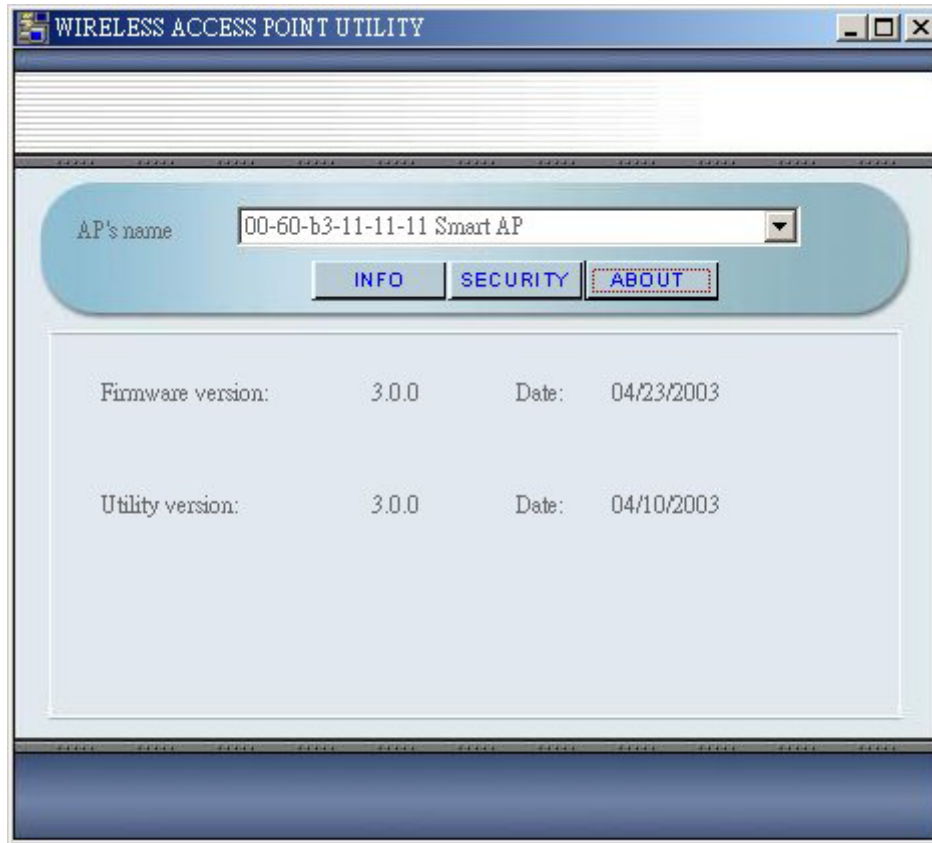 WIRELESS ACCESS POINT UTILITY
AP's name 00-60-b3-11-11-11 Smart AP
INFO SECURITY ABOUT
Firmware version: 3.0.0 Date: 04/23/2003
Utility version: 3.0.0 Date: 04/10/2003